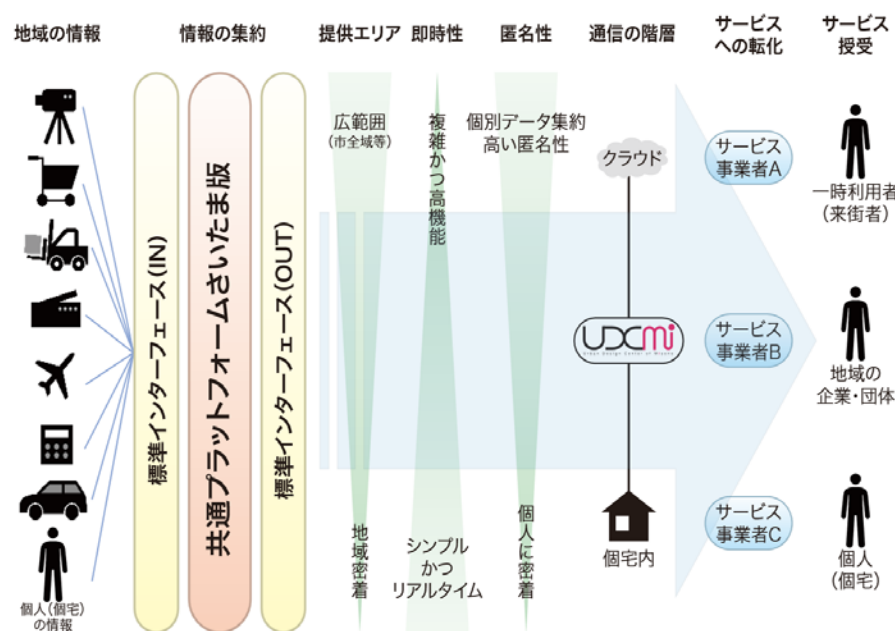 地域の情報
情報の集約
提供エリア
即時性
匿名性
通信の階層
サービス
への転化
サービス
授受
個人(個宅)
の情報
標準インターフェース(IN)
共通プラットフォームさいたま版
標準インターフェース(OUT)
広範囲
(市全域等)
地域密着
複雑かつ高機能
シンプル
かつ
リアルタイム
個別データ集約
高い匿名性
個人に密着
クラウド
UDCMi
Urban Design Center of Misono
個宅内
サービス
事業者A
サービス
事業者B
サービス
事業者C
一時利用者
(来街者)
地域の
企業・団体
個人
(個宅)